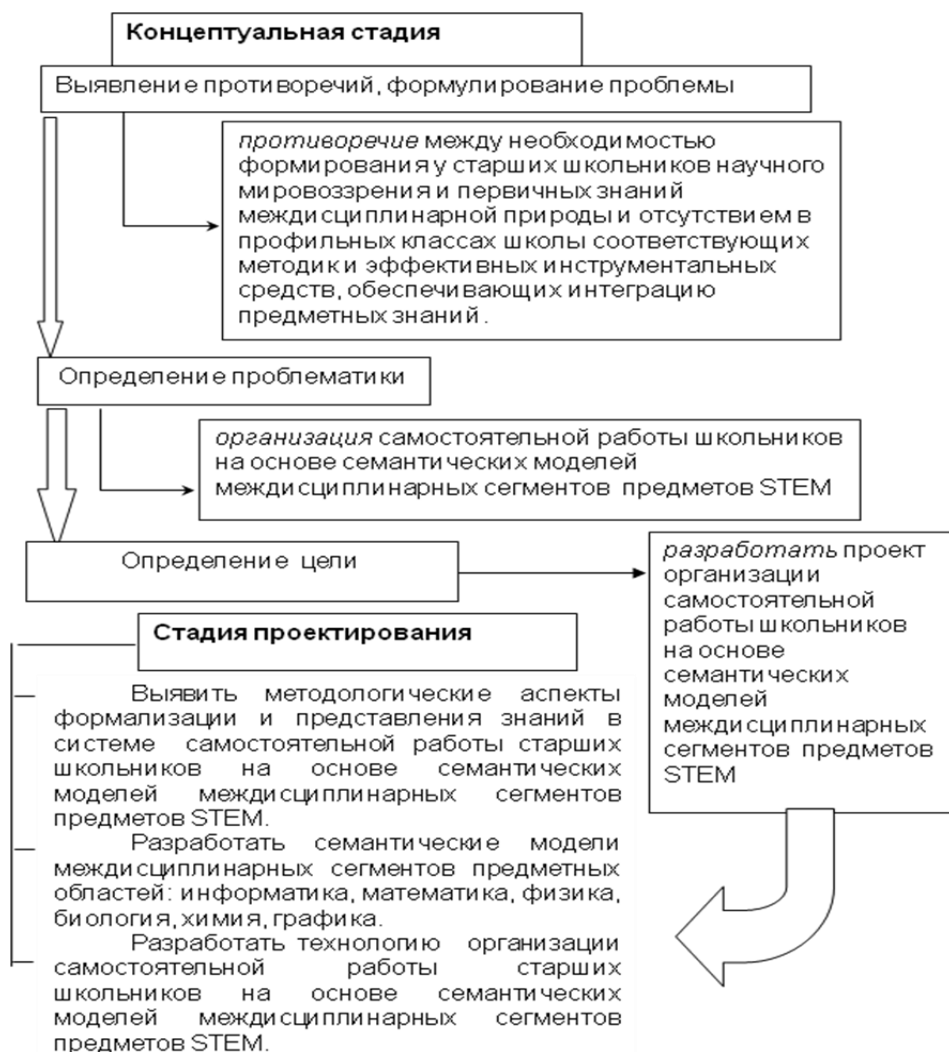 Концептуальная стадия
Выявление противоречий, формулирование проблемы
противоречие между необходимостью
формирования у старших школьников научного
мировоззрения и первичных знаний
междисциплинарной природы и отсутствием в
профильных классах школы соответствующих
методик и эффективных инструментальных
средств, обеспечивающих интеграцию
предметных знаний.
Определение проблематики
организация самостоятельной работы школьников
на основе семантических моделей
междисциплинарных сегментов предметов STEM
Определение цели
разработать проект
организации
самостоятельной
работы школьников
на основе
семантических
моделей
междисциплинарных
сегментов предметов
STEM
Стадия проектирования
Выявить методологические аспекты
формализации и представления знаний в
системе самостоятельной работы старших
школьников на основе семантических
моделей междисциплинарных сегментов
предметов STEM.
Разработать семантические модели
междисциплинарных сегментов предметных
областей: информатика, математика, физика,
биология, химия, графика.
Разработать технологию организации
самостоятельной работы старших
школьников на основе семантических
моделей междисциплинарных сегментов
предметов STEM.